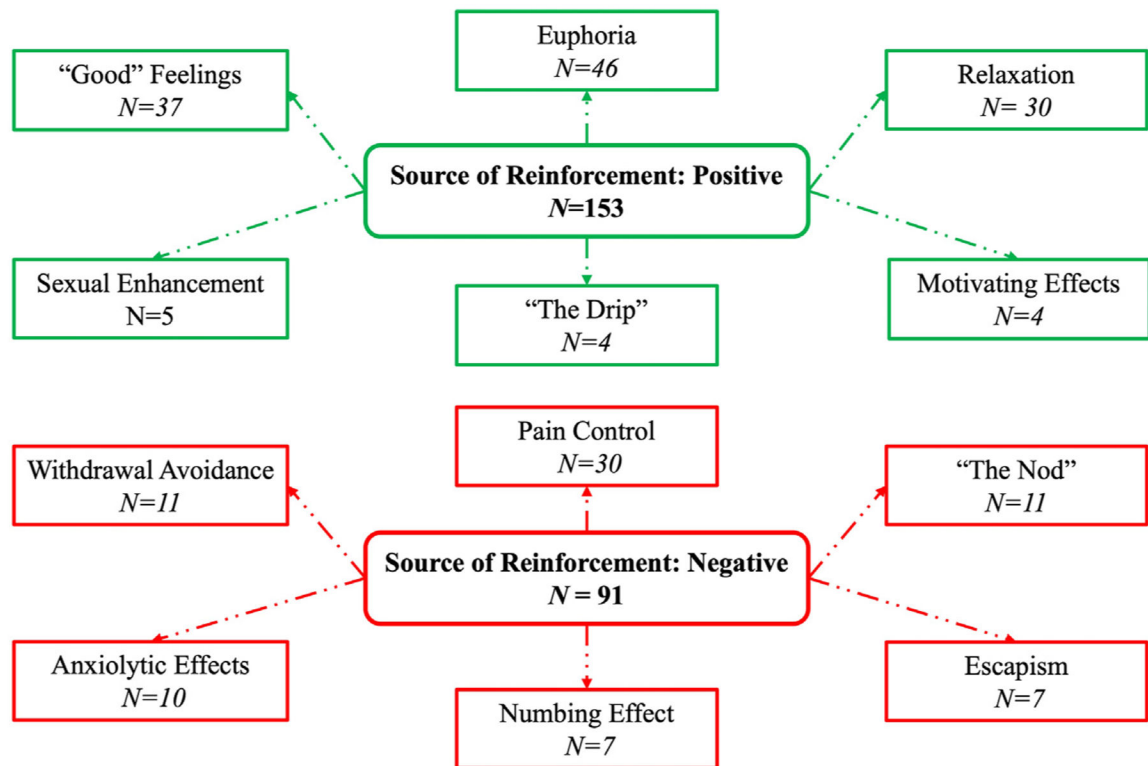 Euphoria
N=46
“Good” Feelings
N=37
Relaxation
N= 30
Source of Reinforcement: Positive
N=153
Sexual Enhancement
N=5
“The Drip”
N=4
Motivating Effects
N=4
Pain Control
N=30
Withdrawal Avoidance
N=11
“The Nod”
N=11
Source of Reinforcement: Negative
N = 91
Anxiolytic Effects
N=10
Numbing Effect
N=7
Escapism
N=7